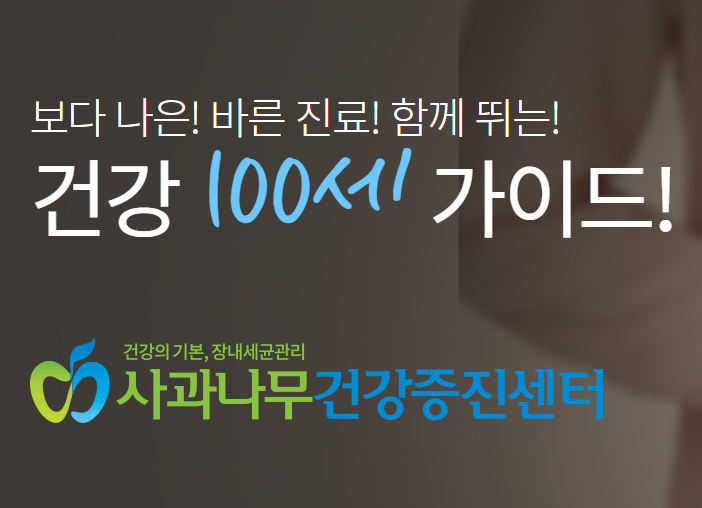 보다 나은! 바른 진료! 함께 뛰는!
건강 100세 가이드!
건강의 기본, 장내세균관리
사과나무건강증진센터